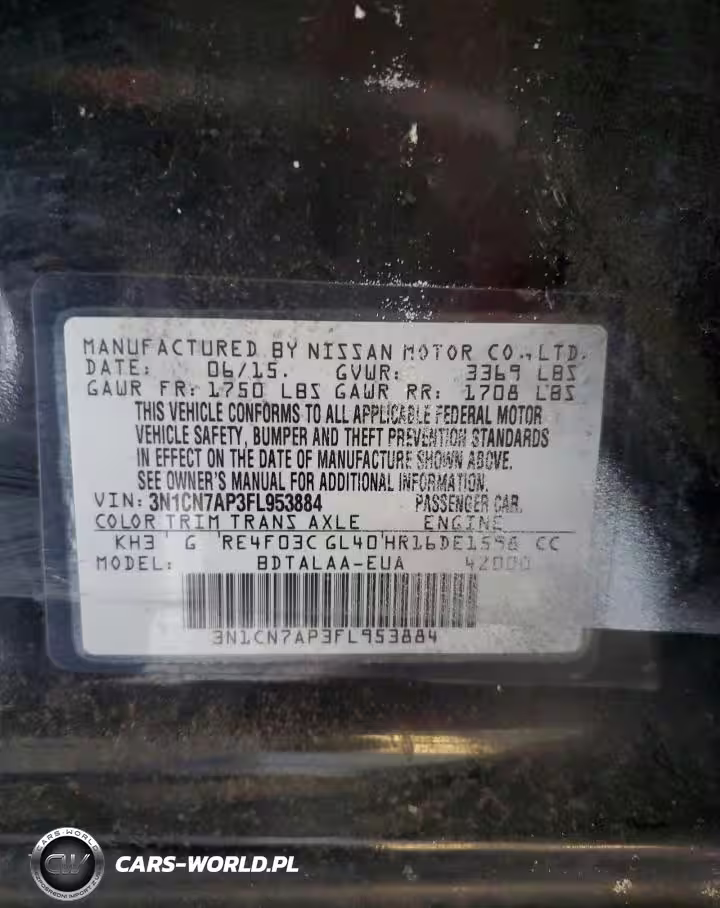 MANUFACTURED BY NISSAN MOTOR CO., LTD.
DATE: 06/15. GVWR: 3369 LBS
GAWR FR: 1750 LBS GAWR RR: 1708 LBS
THIS VEHICLE CONFORMS TO ALL APPLICABLE FEDERAL MOTOR
VEHICLE SAFETY, BUMPER AND THEFT PREVENTION STANDARDS
IN EFFECT ON THE DATE OF MANUFACTURE SHOWN ABOVE.
SEE OWNER'S MANUAL FOR ADDITIONAL INFORMATION.
VIN: 3N1CN7AP3FL953884 PASSENGER CAR.
COLOR TRIM TRANS AXLE ENGINE
KH3 G RE4F03C GL40 HR16DE1598 CC
MODEL: BDTALAA-EUA 42000
3N1CN7AP3FL953884
CARS-WORLD
CW
CARS-WORLD.PL